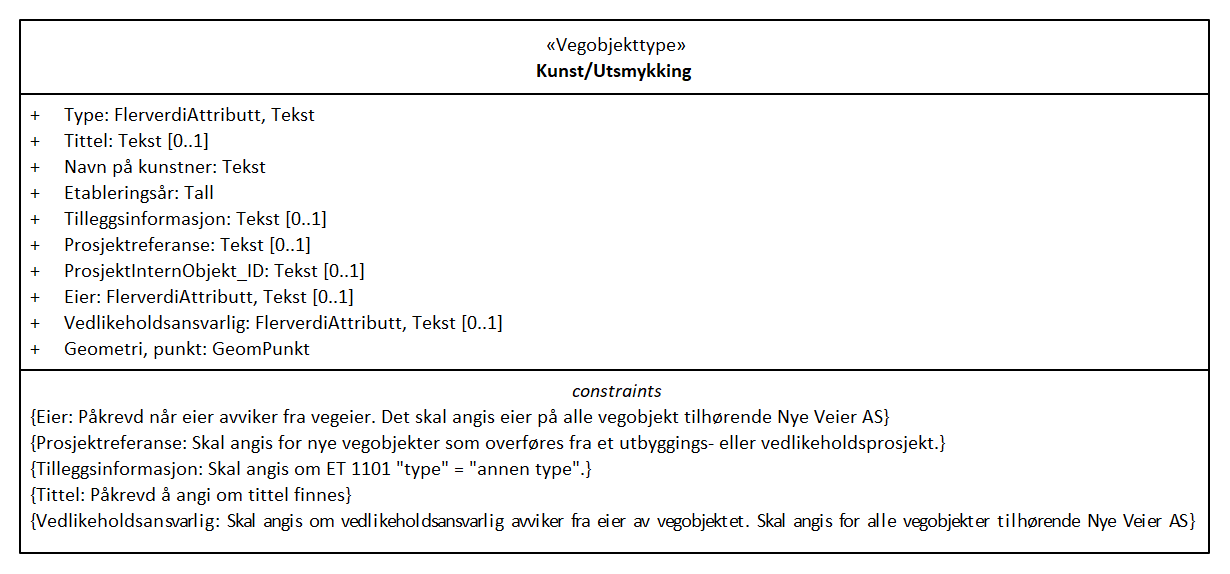 «Vegobjekttype»
Kunst/Utsmykking
+ Type: FlerverdiAttributt, Tekst
+ Tittel: Tekst [0..1]
+ Navn på kunstner: Tekst
+ Etableringsår: Tall
+ Tilleggsinformasjon: Tekst [0..1]
+ Prosjektreferanse: Tekst [0..1]
+ ProsjektInternObjekt_ID: Tekst [0..1]
+ Eier: FlerverdiAttributt, Tekst [0..1]
+ Vedlikeholdsansvarlig: FlerverdiAttributt, Tekst [0..1]
+ Geometri, punkt: GeomPunkt
constraints
{Eier: Påkrevd når eier avviker fra vegeier. Det skal angis eier på alle vegobjekt tilhørende Nye Veier AS}
{Prosjektreferanse: Skal angis for nye vegobjekter som overføres fra et utbyggings- eller vedlikeholdsprosjekt.}
{Tilleggsinformasjon: Skal angis om ET 1101 "type" = "annen type".}
{Tittel: Påkrevd å angi om tittel finnes}
{Vedlikeholdsansvarlig: Skal angis om vedlikeholdsansvarlig avviker fra eier av vegobjektet. Skal angis for alle vegobjekter tilhørende Nye Veier AS}